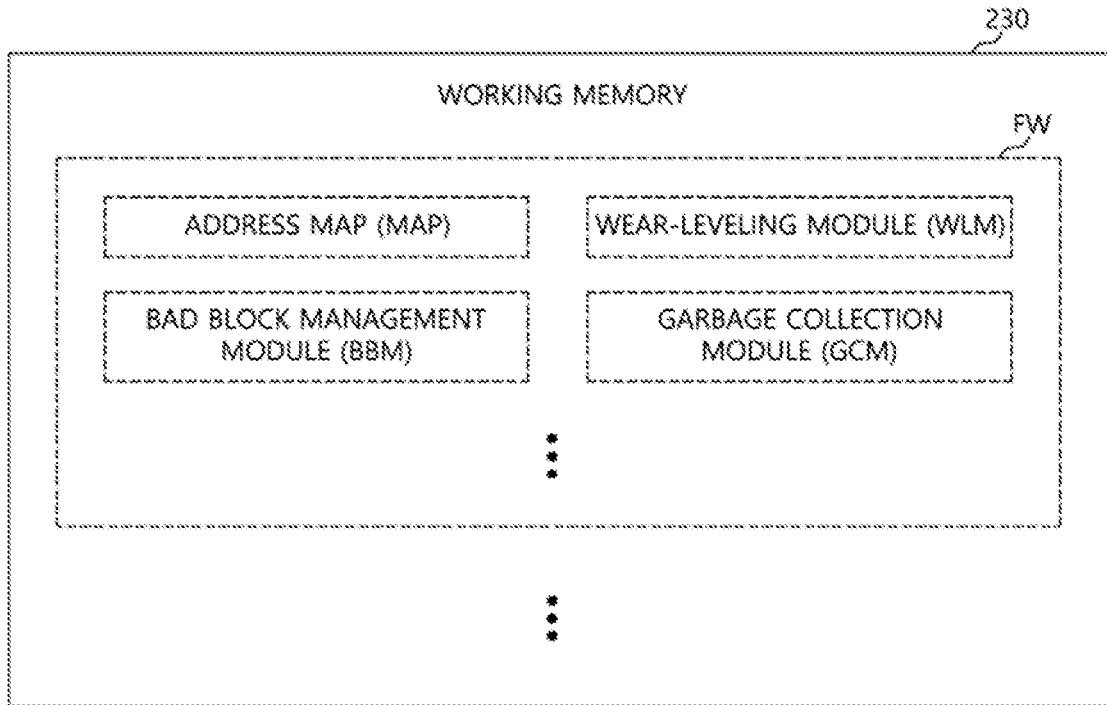 230
WORKING MEMORY
FW
ADDRESS MAP (MAP)
WEAR-LEVELING MODULE (WLM)
BAD BLOCK MANAGEMENT
MODULE (BBM)
GARBAGE COLLECTION
MODULE (GCM)